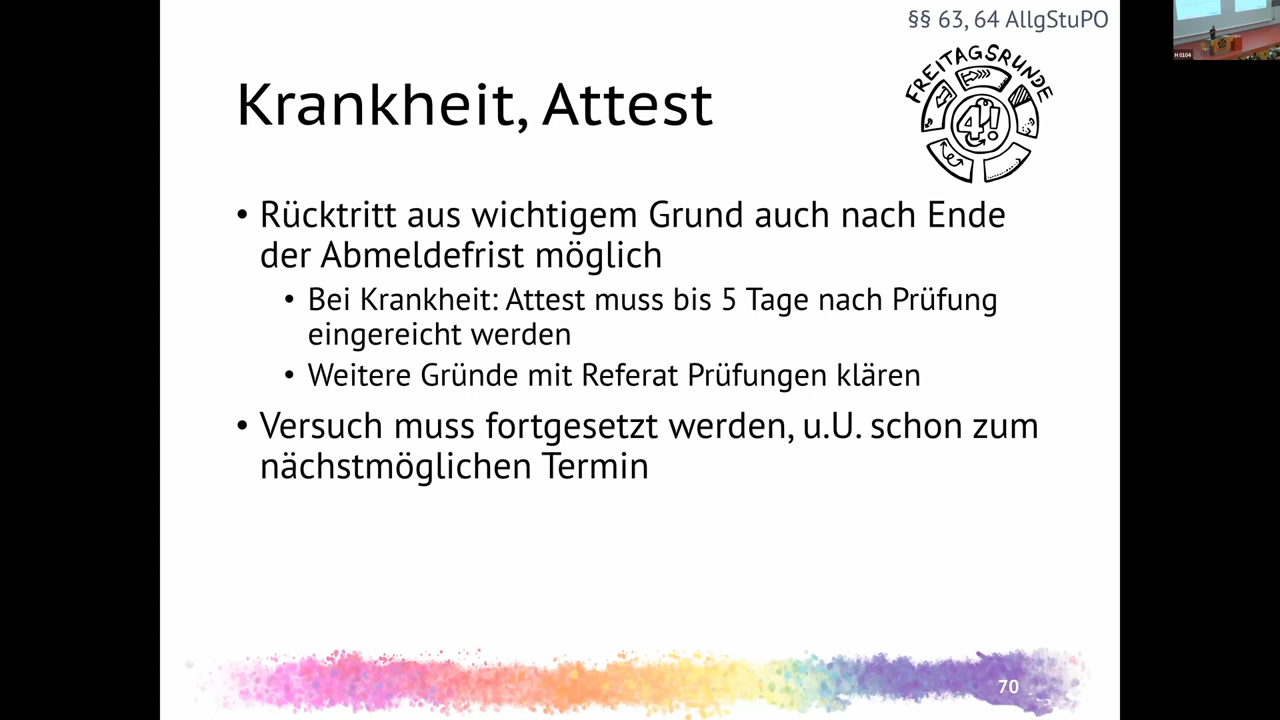 §§ 63, 64 AllgStuPO
H 0104
FREITAGSRUNDE
4!
Krankheit, Attest
• Rücktritt aus wichtigem Grund auch nach Ende
der Abmeldefrist möglich
• Bei Krankheit: Attest muss bis 5 Tage nach Prüfung
eingereicht werden
• Weitere Gründe mit Referat Prüfungen klären
• Versuch muss fortgesetzt werden, u.U. schon zum
nächstmöglichen Termin
70